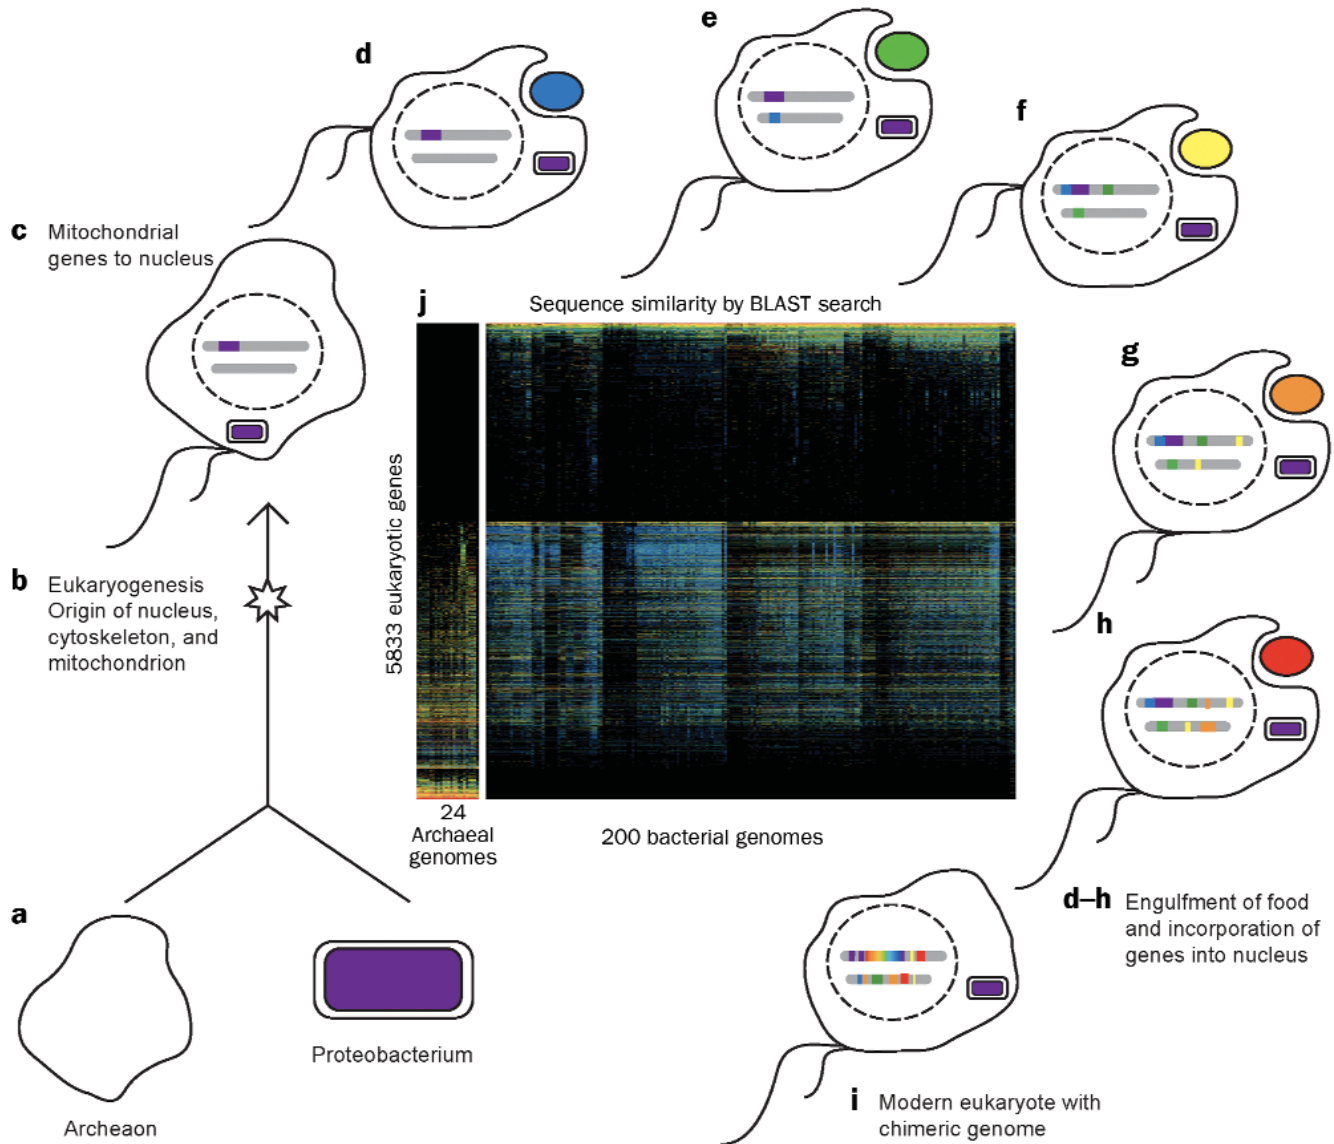 a
Archeaon
Proteobacterium
b
Eukaryogenesis
Origin of nucleus,
cytoskeleton, and
mitochondrion
c
Mitochondrial
genes to nucleus
d
e
f
g
h
d–h
Engulfment of food
and incorporation of
genes into nucleus
i
Modern eukaryote with
chimeric genome
j
Sequence similarity by BLAST search
5833 eukaryotic genes
24
Archaeal
genomes
200 bacterial genomes